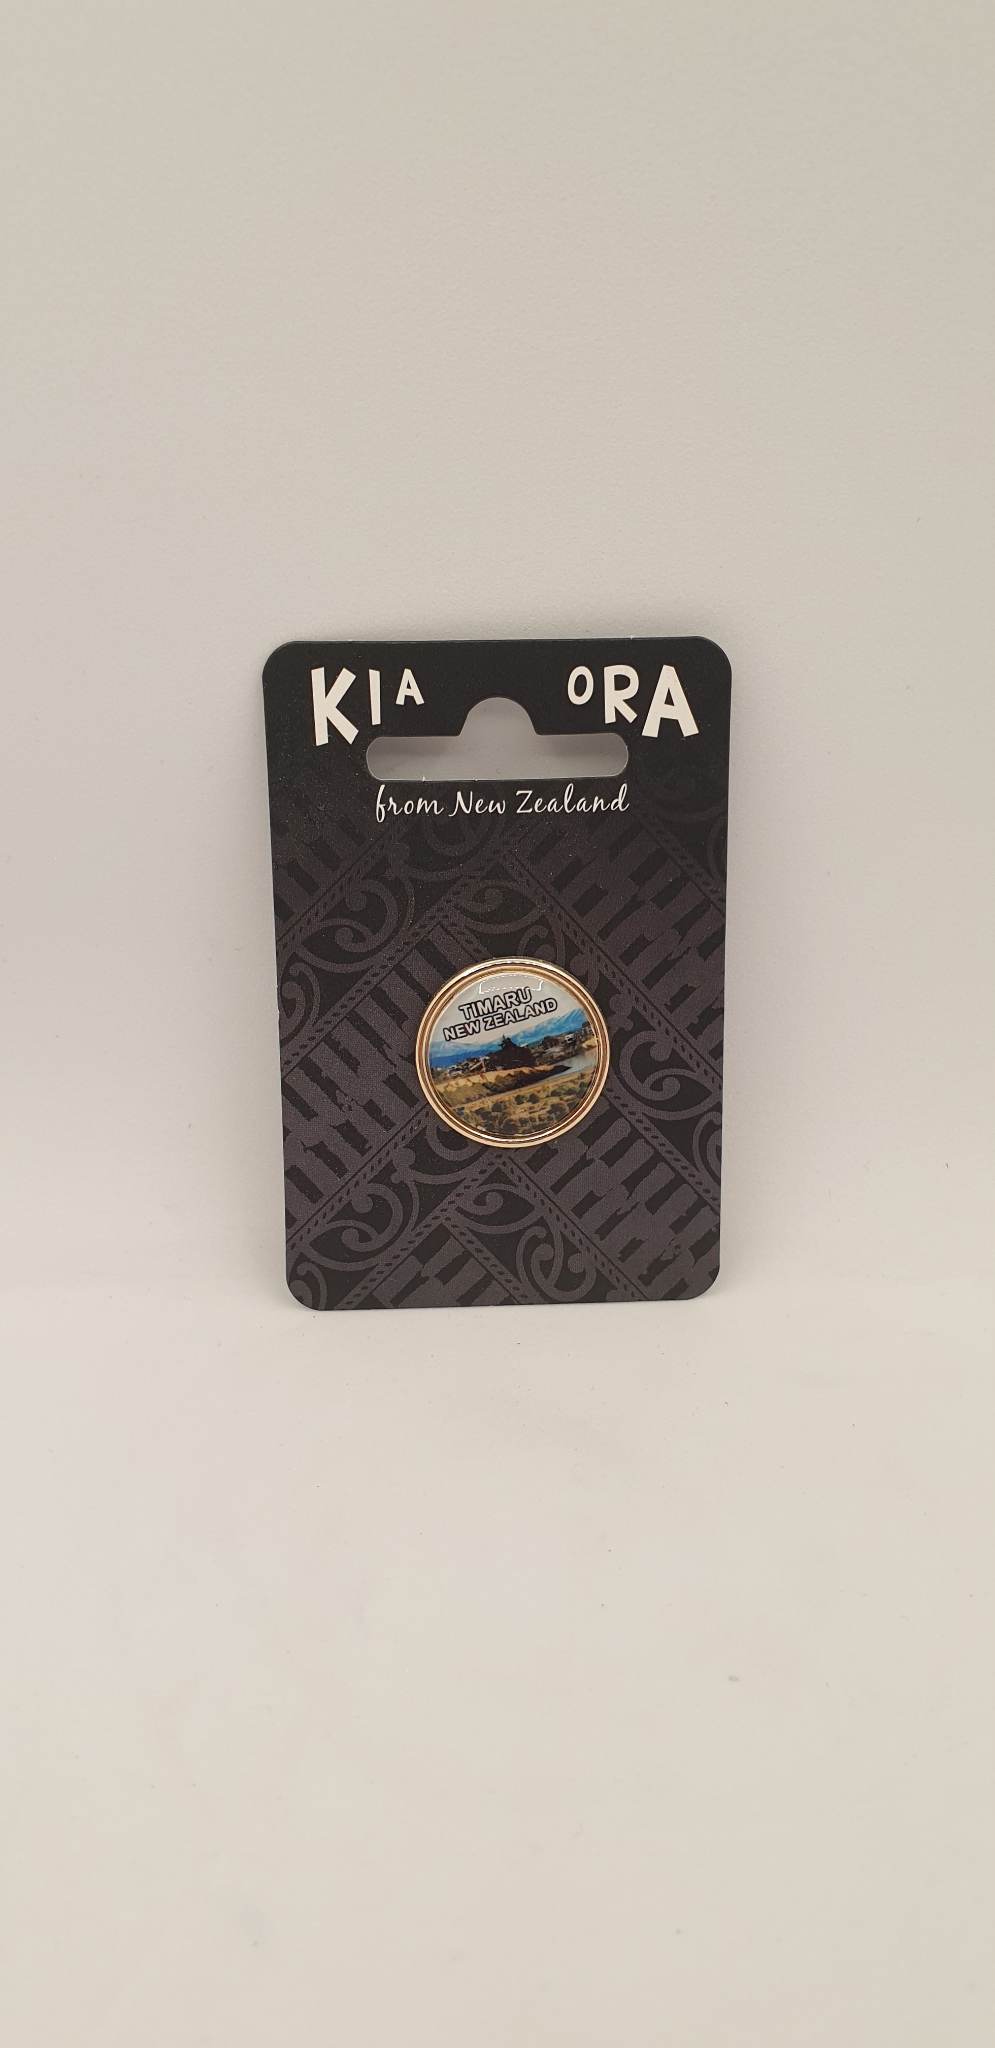 KIA ORA
from New Zealand
TIMARU
NEW ZEALAND